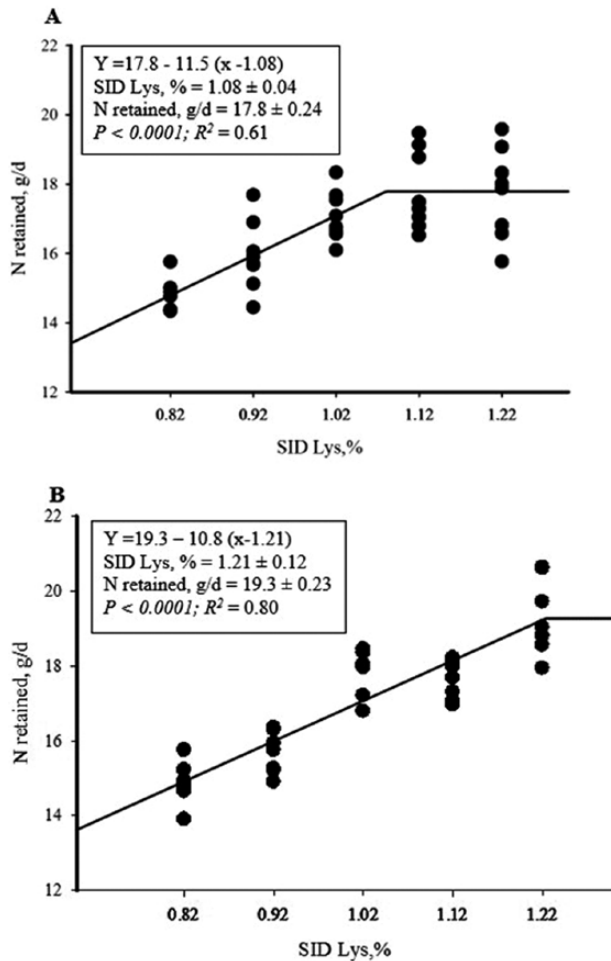 A
22
Y =17.8 - 11.5 (x -1.08)
SID Lys, % = 1.08 ± 0.04
N retained, g/d = 17.8 ± 0.24
P < 0.0001; R² = 0.61
20
18
16
14
12
N retained, g/d
0.82 0.92 1.02 1.12 1.22
SID Lys,%
B
22
Y =19.3 – 10.8 (x-1.21)
SID Lys, % = 1.21 ± 0.12
N retained, g/d = 19.3 ± 0.23
P < 0.0001; R² = 0.80
20
18
16
14
12
N retained, g/d
0.82 0.92 1.02 1.12 1.22
SID Lys,%